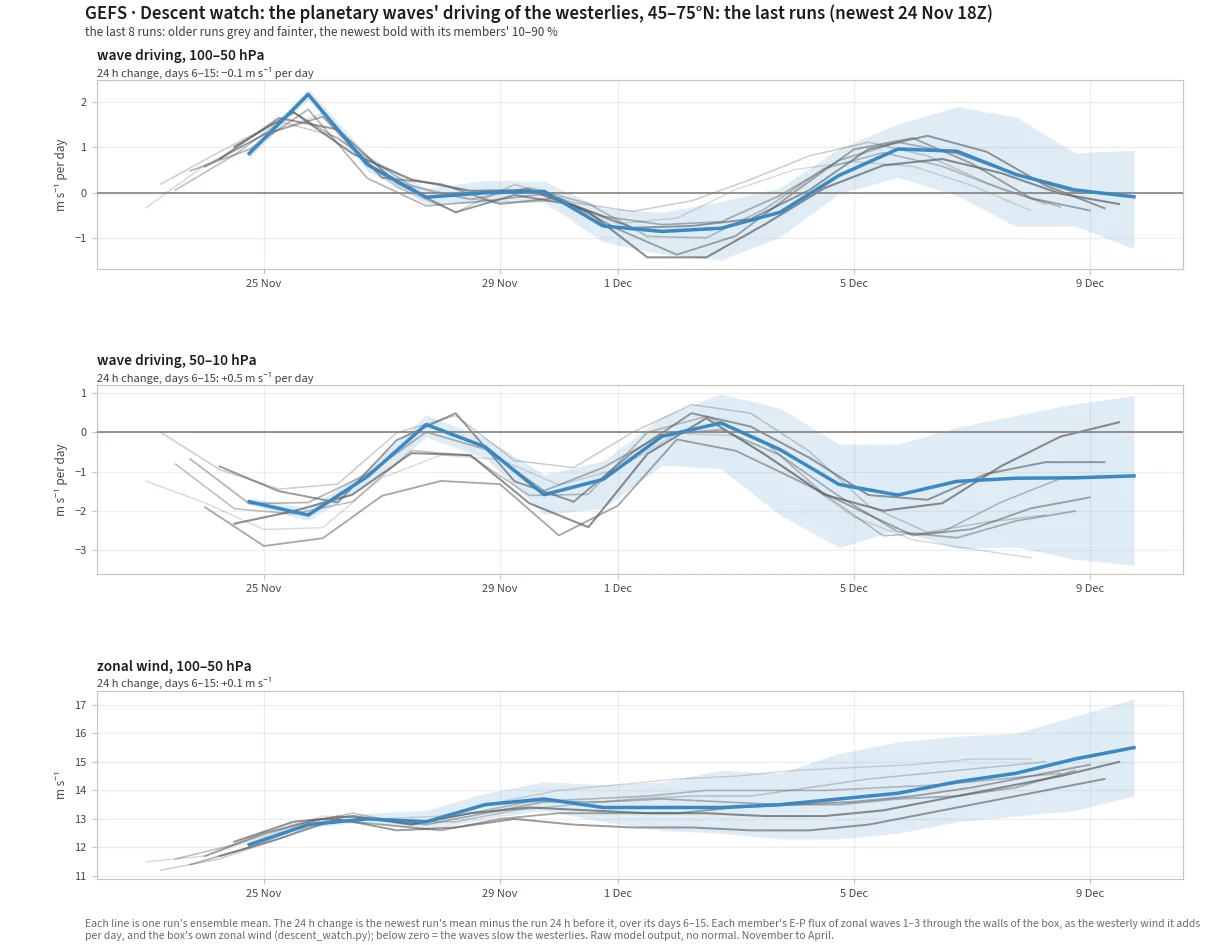 GEFS · Descent watch: the planetary waves' driving of the westerlies, 45–75°N: the last runs (newest 24 Nov 18Z)
the last 8 runs: older runs grey and fainter, the newest bold with its members' 10–90 %
wave driving, 100–50 hPa
24 h change, days 6–15: −0.1 m s⁻¹ per day
2
1
0
−1
m s⁻¹ per day
25 Nov 29 Nov 1 Dec 5 Dec 9 Dec
wave driving, 50–10 hPa
24 h change, days 6–15: +0.5 m s⁻¹ per day
1
0
−1
−2
−3
m s⁻¹ per day
25 Nov 29 Nov 1 Dec 5 Dec 9 Dec
zonal wind, 100–50 hPa
24 h change, days 6–15: +0.1 m s⁻¹
17
16
15
14
13
12
11
m s⁻¹
25 Nov 29 Nov 1 Dec 5 Dec 9 Dec
Each line is one run's ensemble mean. The 24 h change is the newest run's mean minus the run 24 h before it, over its days 6–15. Each member's E-P flux of zonal waves 1–3 through the walls of the box, as the westerly wind it adds
per day, and the box's own zonal wind (descent_watch.py); below zero = the waves slow the westerlies. Raw model output, no normal. November to April.